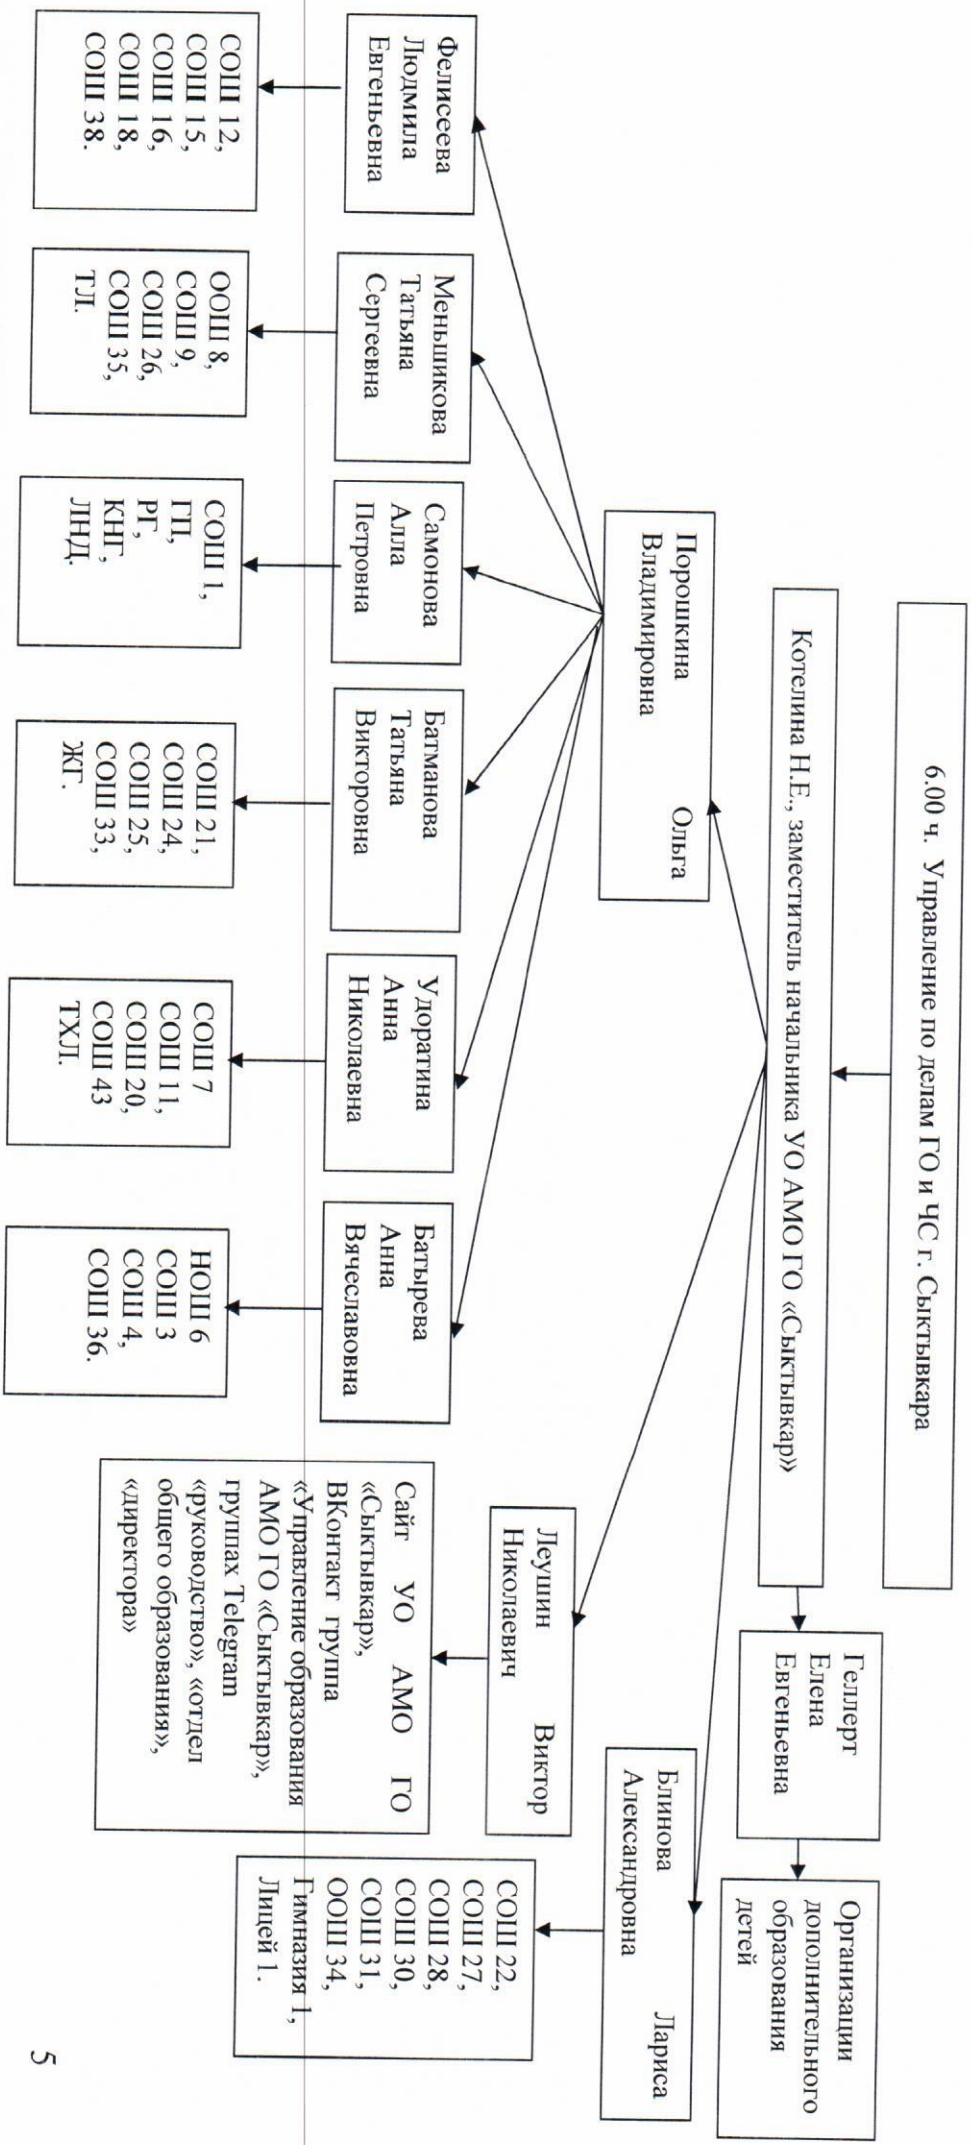 6.00 ч. Управление по делам ГО и ЧС г. Сыктывкара
Котелина Н.Е., заместитель начальника УО АМО ГО «Сыктывкар»
Геллерт
Елена
Евгеньевна
Организации
дополнительного
образования
детей
Порошкина Ольга
Владимировна
Леушин Виктор
Николаевич
Блинова Лариса
Александровна
Фелисеева
Людмила
Евгеньевна
Меньшикова
Татьяна
Сергеевна
Самонова
Алла
Петровна
Батманова
Татьяна
Викторовна
Удоратина
Анна
Николаевна
Батырева
Анна
Вячеславовна
Сайт УО АМО ГО
«Сыктывкар»,
ВКонтакт группа
«Управление образования
АМО ГО «Сыктывкар»,
группах Telegram
«руководство», «отдел
общего образования»,
«директора»
СОШ 22,
СОШ 27,
СОШ 28,
СОШ 30,
СОШ 31,
ООШ 34,
Гимназия 1,
Лицей 1.
СОШ 12,
СОШ 15,
СОШ 16,
СОШ 18,
СОШ 38.
ООШ 8,
СОШ 9,
СОШ 26,
СОШ 35,
ТЛ.
СОШ 1,
ГП,
РГ,
КНГ,
ЛНД.
СОШ 21,
СОШ 24,
СОШ 25,
СОШ 33,
ЖГ.
СОШ 7
СОШ 11,
СОШ 20,
СОШ 43
ТХЛ.
НОШ 6
СОШ 3
СОШ 4,
СОШ 36.
5